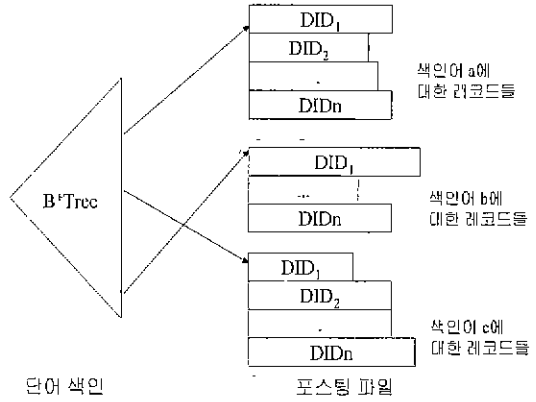 DID₁
DID₂
.
DIDn
색인어 a에
대한 레코드들
B⁺Tree
DID₁
...
DIDn
색인어 b에
대한 레코드들
DID₁
DID₂
.
DIDn
색인어 c에
대한 레코드들
단어 색인
포스팅 파일